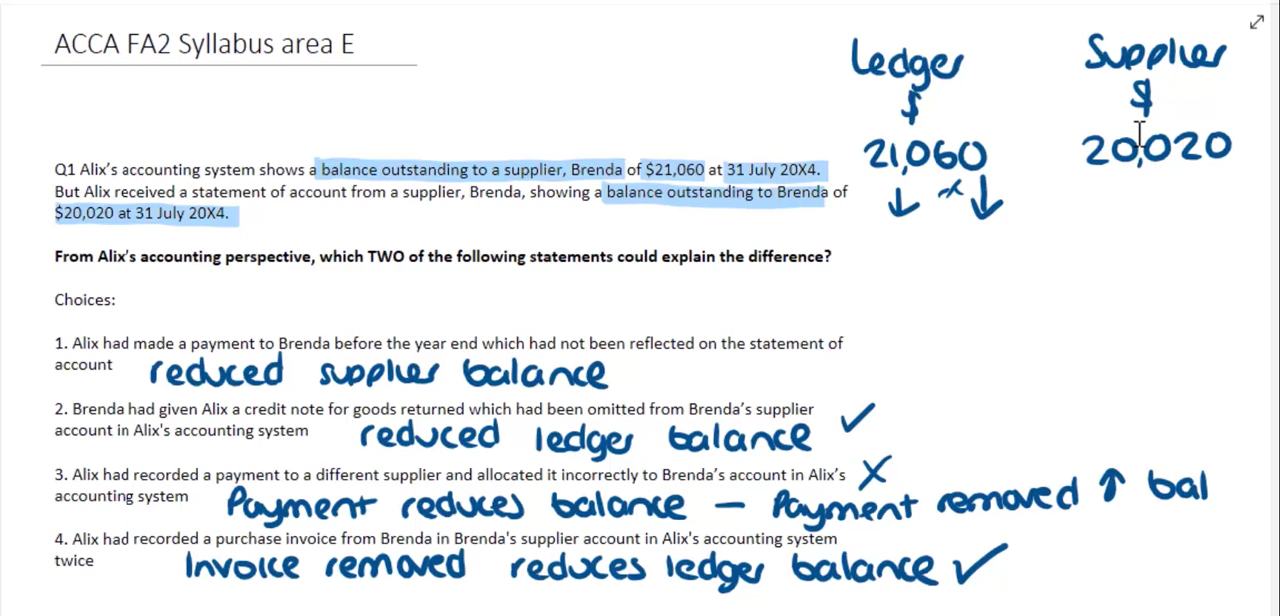 ACCA FA2 Syllabus area E
Ledger
$
21,060
Supplier
$
20,020
Q1 Alix's accounting system shows a balance outstanding to a supplier, Brenda of $21,060 at 31 July 20X4.
But Alix received a statement of account from a supplier, Brenda, showing a balance outstanding to Brenda of
$20,020 at 31 July 20X4.
From Alix's accounting perspective, which TWO of the following statements could explain the difference?
Choices:
1. Alix had made a payment to Brenda before the year end which had not been reflected on the statement of
account reduced supplier balance
2. Brenda had given Alix a credit note for goods returned which had been omitted from Brenda's supplier ✓
account in Alix's accounting system reduced ledger balance
3. Alix had recorded a payment to a different supplier and allocated it incorrectly to Brenda's account in Alix's X
accounting system Payment reduces balance – Payment removed ↑ bal
4. Alix had recorded a purchase invoice from Brenda in Brenda's supplier account in Alix's accounting system
twice Invoice removed reduces ledger balance ✓